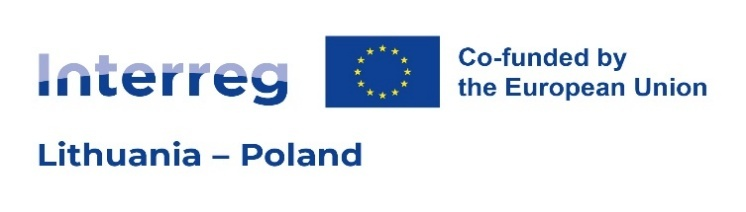 Interreg
Co-funded by
the European Union
Lithuania – Poland